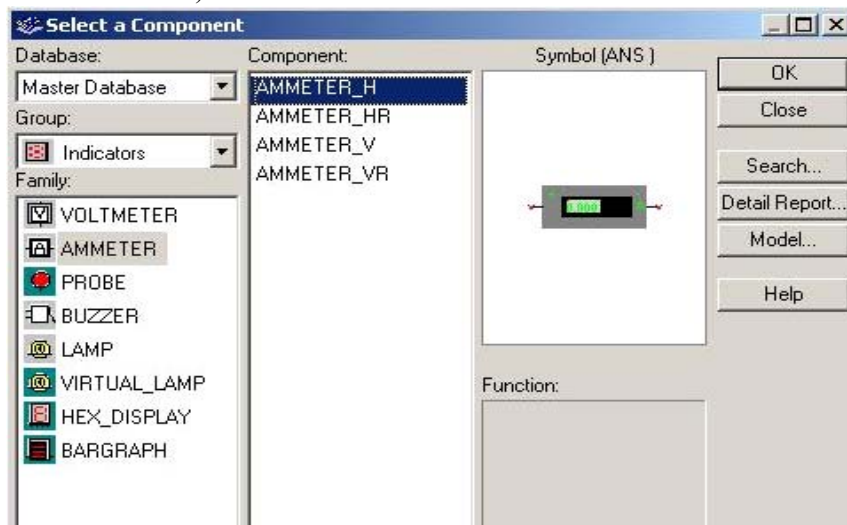 Select a Component
Database:
Master Database
Group:
Indicators
Family:
VOLTMETER
AMMETER
PROBE
BUZZER
LAMP
VIRTUAL_LAMP
HEX_DISPLAY
BARGRAPH
Component:
AMMETER_H
AMMETER_HR
AMMETER_V
AMMETER_VR
Symbol (ANS )
Function:
OK
Close
Search...
Detail Report...
Model...
Help